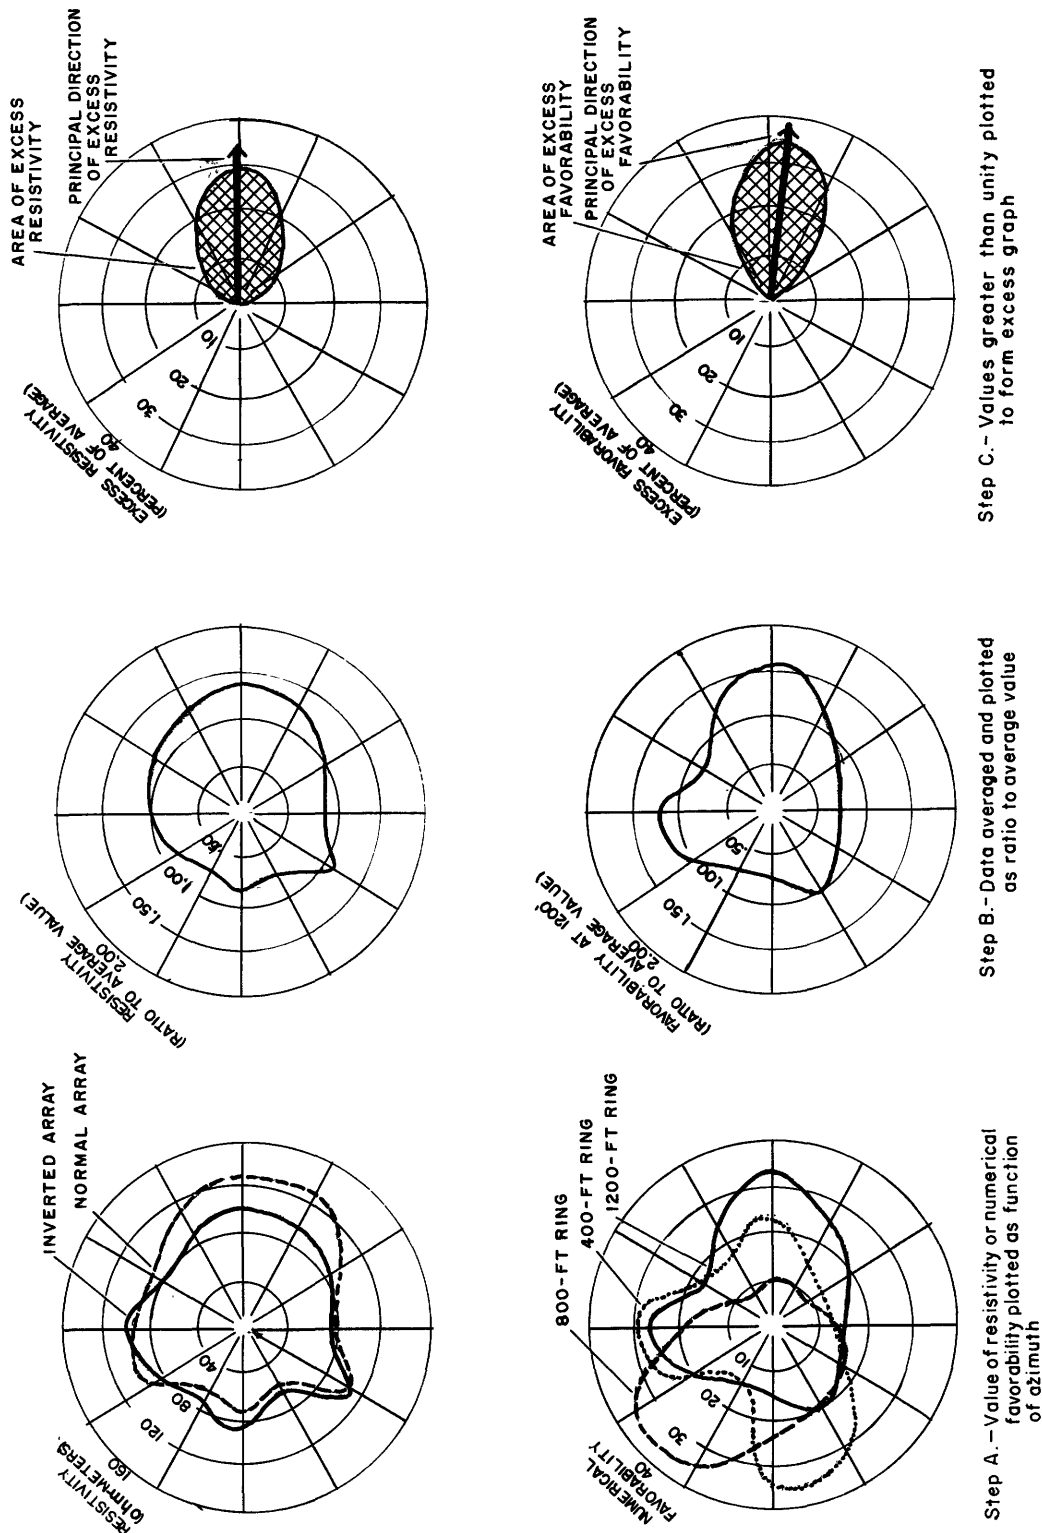 INVERTED ARRAY
NORMAL ARRAY
RESISTIVITY
(ohm-METERS)
160
120
80
40
RESISTIVITY
(RATIO TO AVERAGE VALUE)
2.00
1.50
1.00
.50
AREA OF EXCESS
RESISTIVITY
PRINCIPAL DIRECTION
OF EXCESS
RESISTIVITY
EXCESS RESISTIVITY
(PERCENT OF AVERAGE)
40
30
20
10
800-FT RING
400-FT RING
1200-FT RING
NUMERICAL
FAVORABILITY
40
30
20
10
FAVORABILITY AT 1200'
(RATIO TO AVERAGE VALUE)
2.00
1.50
1.00
.50
AREA OF EXCESS
FAVORABILITY
PRINCIPAL DIRECTION
OF EXCESS
FAVORABILITY
EXCESS FAVORABILITY
(PERCENT OF AVERAGE)
40
30
20
10
Step A.-Value of resistivity or numerical
favorability plotted as function
of azimuth
Step B.-Data averaged and plotted
as ratio to average value
Step C.-Values greater than unity plotted
to form excess graph